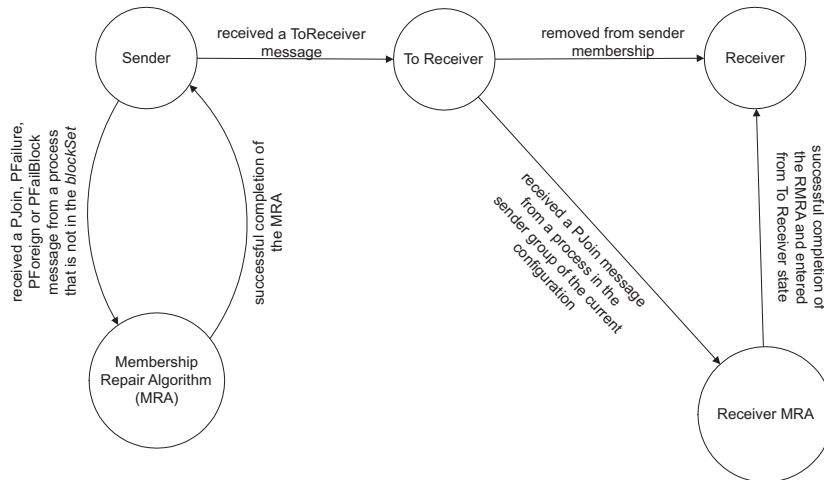 Sender
received a ToReceiver
message
To Receiver
removed from sender
membership
Receiver
received a PJoin, PFailure,
PForeign or PFailBlock
message from a process
that is not in the blockSet
successful completion of
the MRA
received a PJoin message
from a process in the
sender group of the current
configuration
successful completion of
the RMRA and entered
from To Receiver state
Membership
Repair Algorithm
(MRA)
Receiver MRA